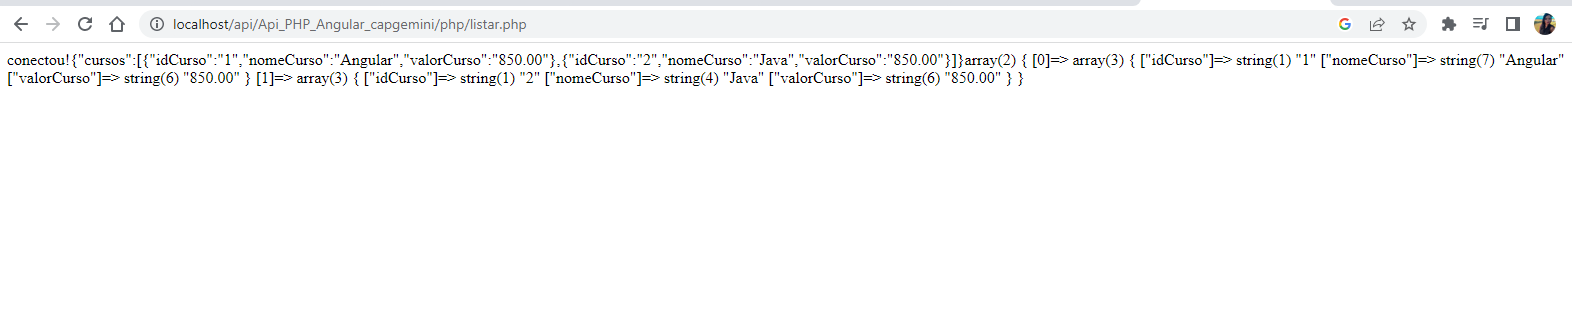 localhost/api/Api_PHP_Angular_capgemini/php/listar.php
conectou!{"cursos":[{"idCurso":"1","nomeCurso":"Angular","valorCurso":"850.00"},{"idCurso":"2","nomeCurso":"Java","valorCurso":"850.00"}]}array(2) { [0]=> array(3) { ["idCurso"]=> string(1) "1" ["nomeCurso"]=> string(7) "Angular"
["valorCurso"]=> string(6) "850.00" } [1]=> array(3) { ["idCurso"]=> string(1) "2" ["nomeCurso"]=> string(4) "Java" ["valorCurso"]=> string(6) "850.00" } }